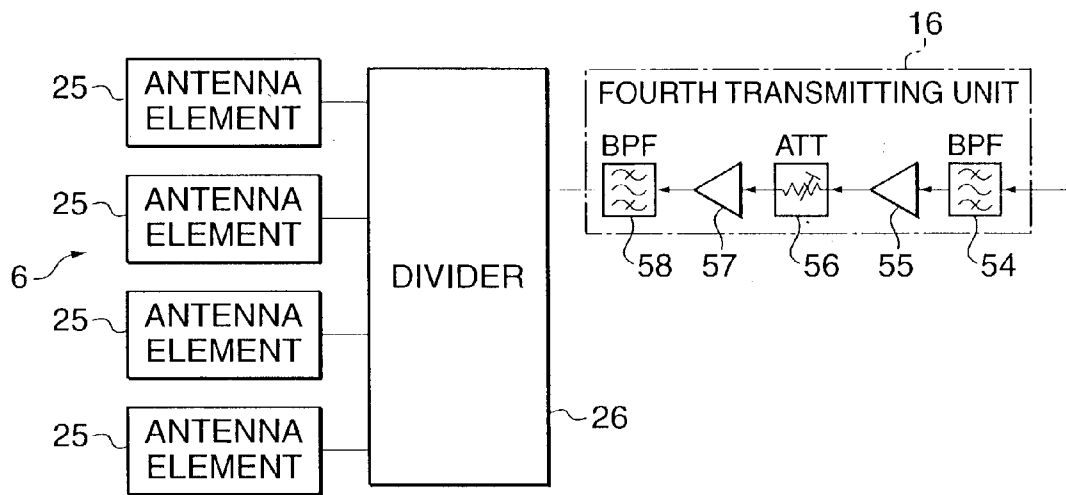 16
FOURTH TRANSMITTING UNIT
BPF
ATT
BPF
58
57
56
55
54
25
ANTENNA
ELEMENT
25
ANTENNA
ELEMENT
6
DIVIDER
25
ANTENNA
ELEMENT
25
ANTENNA
ELEMENT
26